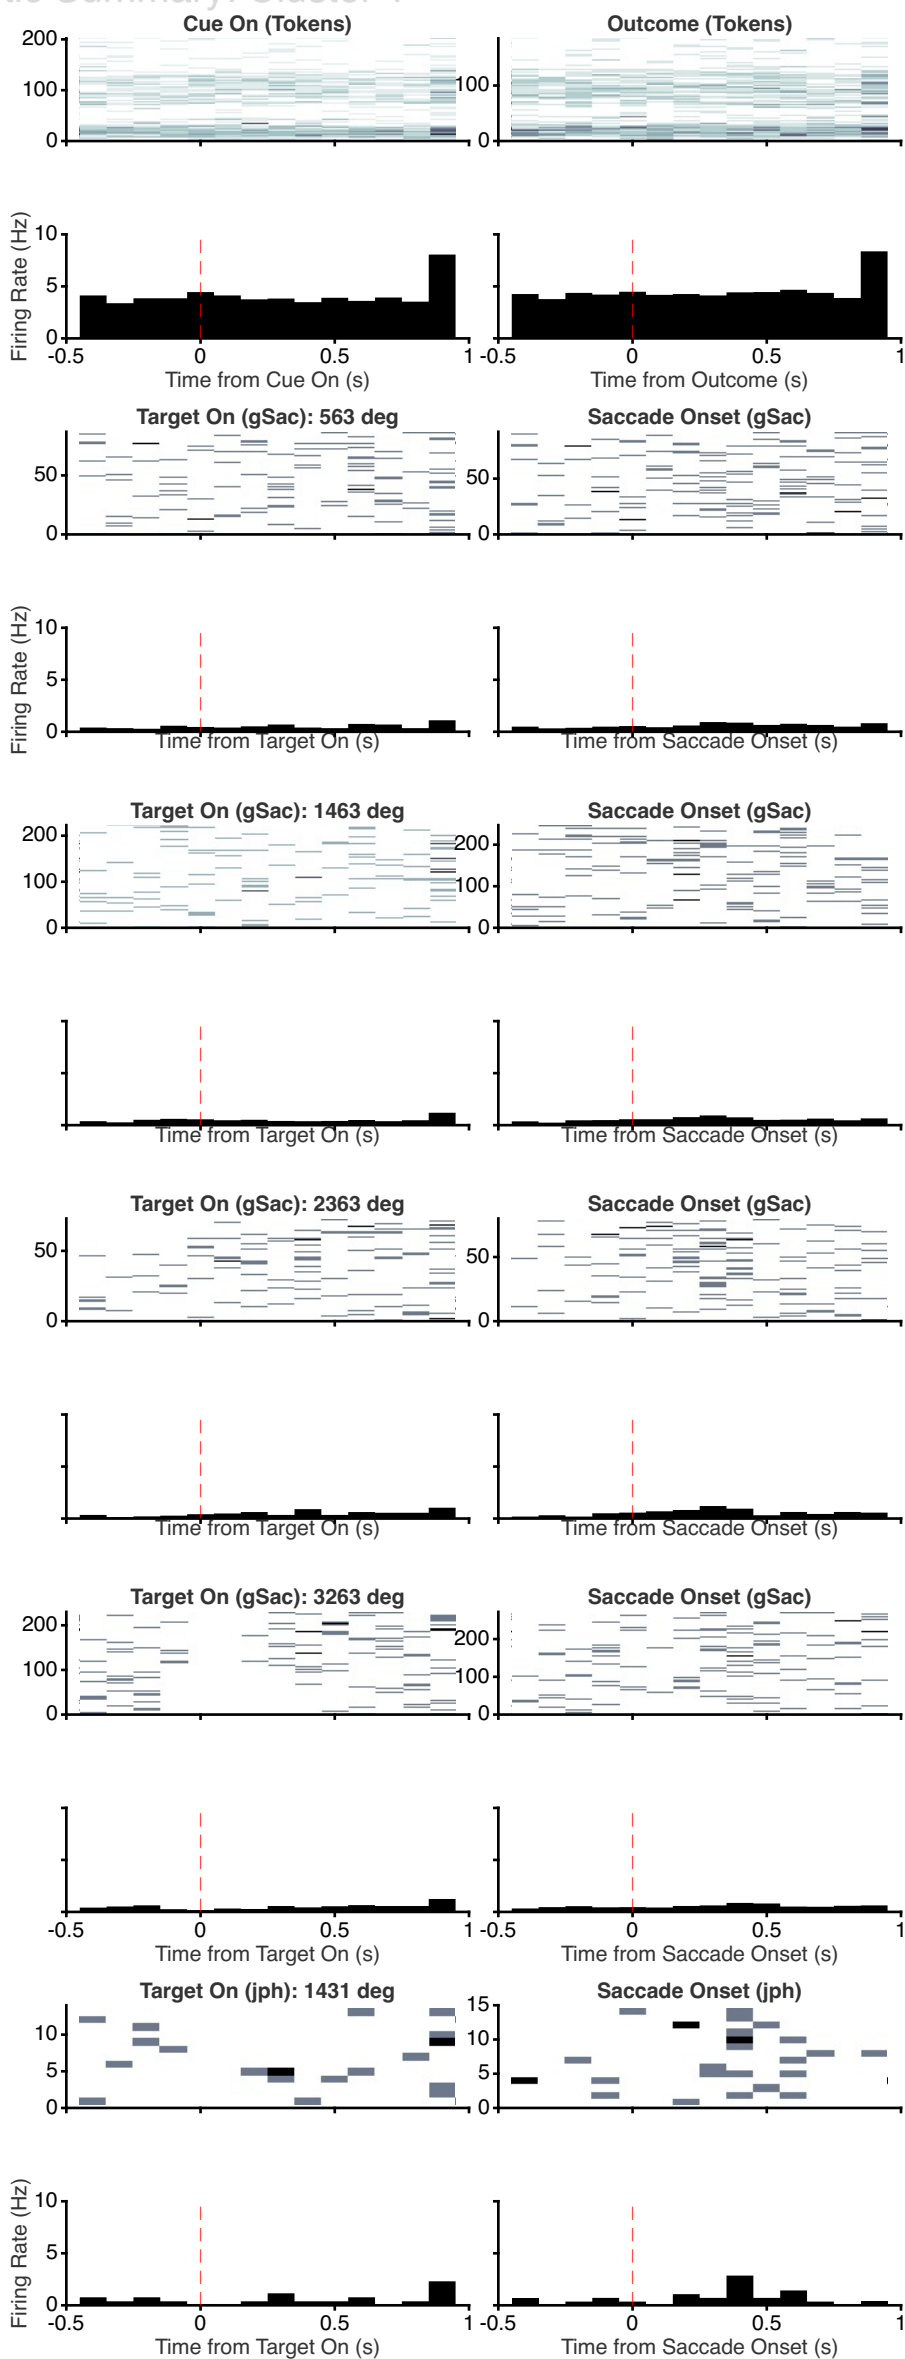 Summary: Cluster
Cue On (Tokens) Outcome (Tokens)
200
100 100
0 0
Firing Rate (Hz)
10
5
0
-0.5 0 0.5 1 -0.5 0 0.5 1
Time from Cue On (s) Time from Outcome (s)
Target On (gSac): 563 deg Saccade Onset (gSac)
50 50
0 0
Firing Rate (Hz)
10
5
0
Time from Target On (s) Time from Saccade Onset (s)
Target On (gSac): 1463 deg Saccade Onset (gSac)
200 200
100 100
0 0
Time from Target On (s) Time from Saccade Onset (s)
Target On (gSac): 2363 deg Saccade Onset (gSac)
50 50
0 0
Time from Target On (s) Time from Saccade Onset (s)
Target On (gSac): 3263 deg Saccade Onset (gSac)
200 200
100 100
0 0
-0.5 0 0.5 1 -0.5 0 0.5 1
Time from Target On (s) Time from Saccade Onset (s)
Target On (jph): 1431 deg Saccade Onset (jph)
15
10 10
5 5
0 0
Firing Rate (Hz)
10
5
0
-0.5 0 0.5 1 -0.5 0 0.5 1
Time from Target On (s) Time from Saccade Onset (s)